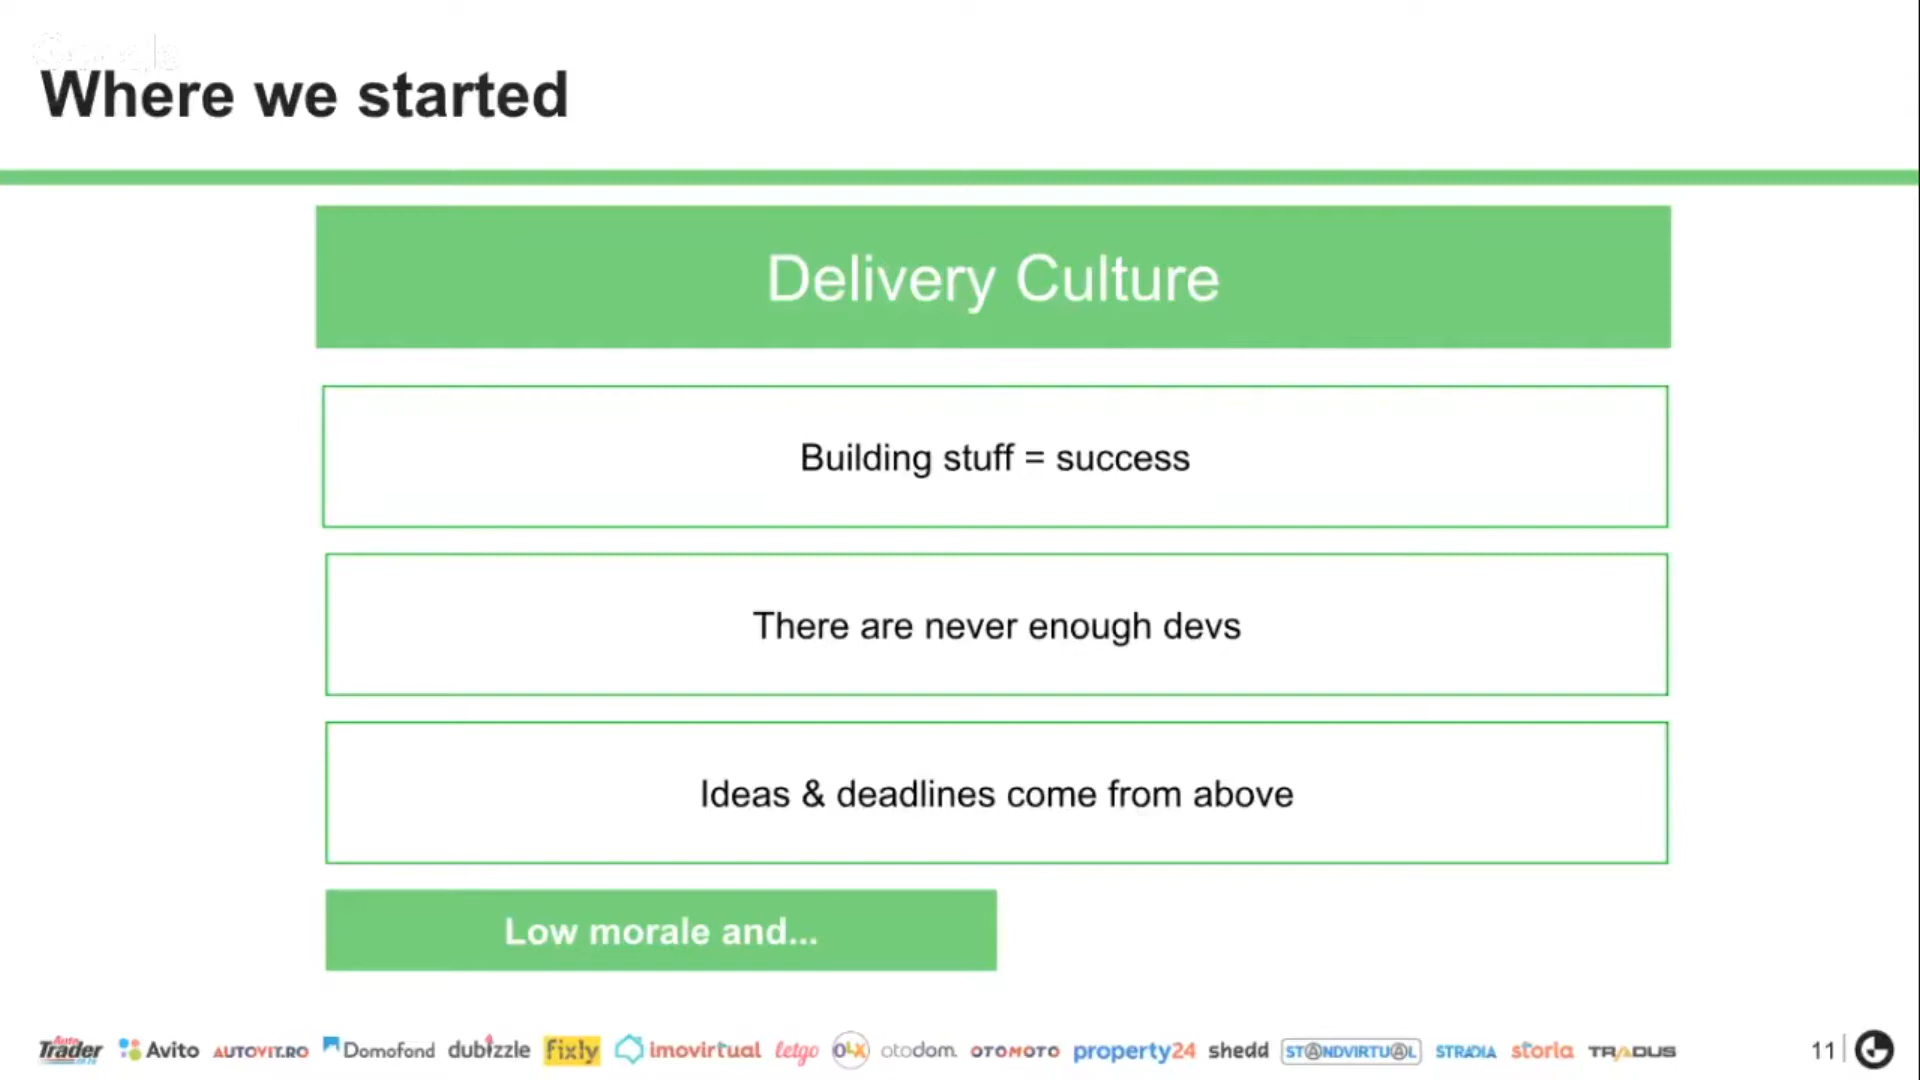 Where we started
Delivery Culture
Building stuff = success
There are never enough devs
Ideas & deadlines come from above
Low morale and...
Auto Trader Avito AUTOVIT.RO Domofond dubizzle fixly imovirtual letgo OLX otodom OTOMOTO property24 shedd STANDVIRTUAL STRADIA storia TRADUS 11